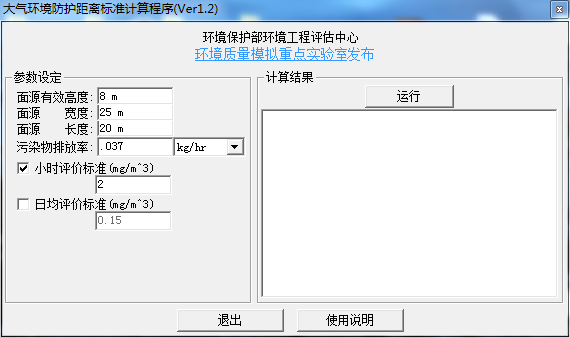 大气环境防护距离标准计算程序(Ver1.2)
环境保护部环境工程评估中心
环境质量模拟重点实验室发布
参数设定
面源有效高度: 8 m
面源 宽度: 25 m
面源 长度: 20 m
污染物排放率: .037 kg/hr
小时评价标准(mg/m^3)
2
日均评价标准(mg/m^3)
0.15
计算结果
运行
退出
使用说明